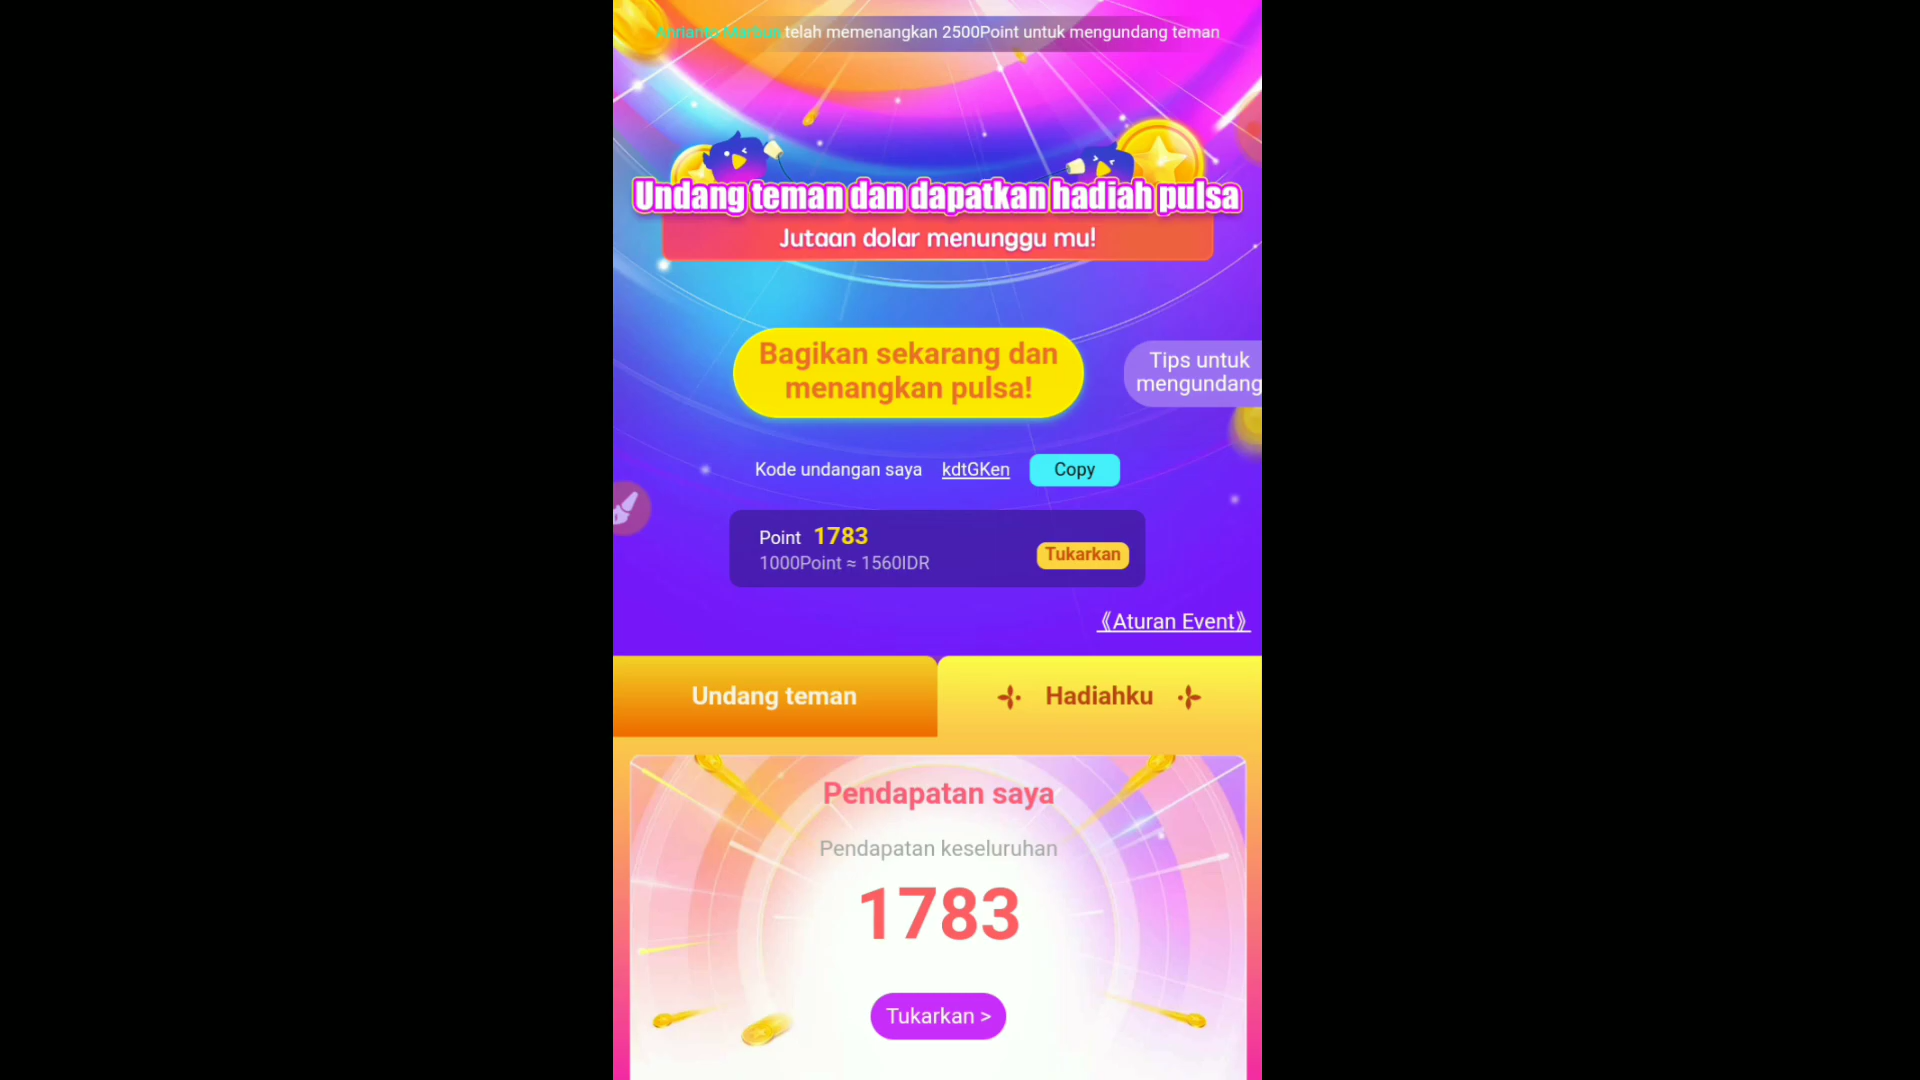 Anrianto Marbun telah memenangkan 2500Point untuk mengundang teman
Undang teman dan dapatkan hadiah pulsa
Jutaan dolar menunggu mu!
Bagikan sekarang dan
menangkan pulsa!
Tips untuk
mengundang
Kode undangan saya kdtGKen Copy
Point 1783
1000Point ≈ 1560IDR
Tukarkan
《Aturan Event》
Undang teman
Hadiahku
Pendapatan saya
Pendapatan keseluruhan
1783
Tukarkan >